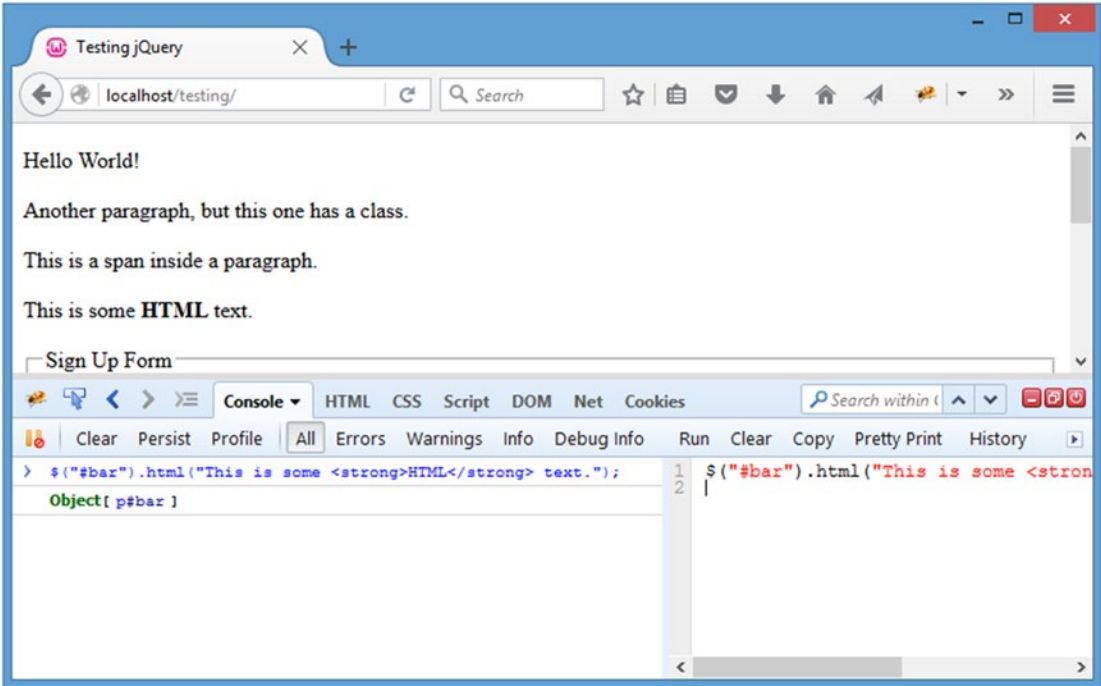 Testing jQuery
localhost/testing/
Search
Hello World!
Another paragraph, but this one has a class.
This is a span inside a paragraph.
This is some HTML text.
Sign Up Form
Console HTML CSS Script DOM Net Cookies
Search within (
Clear Persist Profile All Errors Warnings Info Debug Info
Run Clear Copy Pretty Print History
$("#bar").html("This is some <strong>HTML</strong> text.");
Object[ p#bar ]
1 $("#bar").html("This is some <stron
2